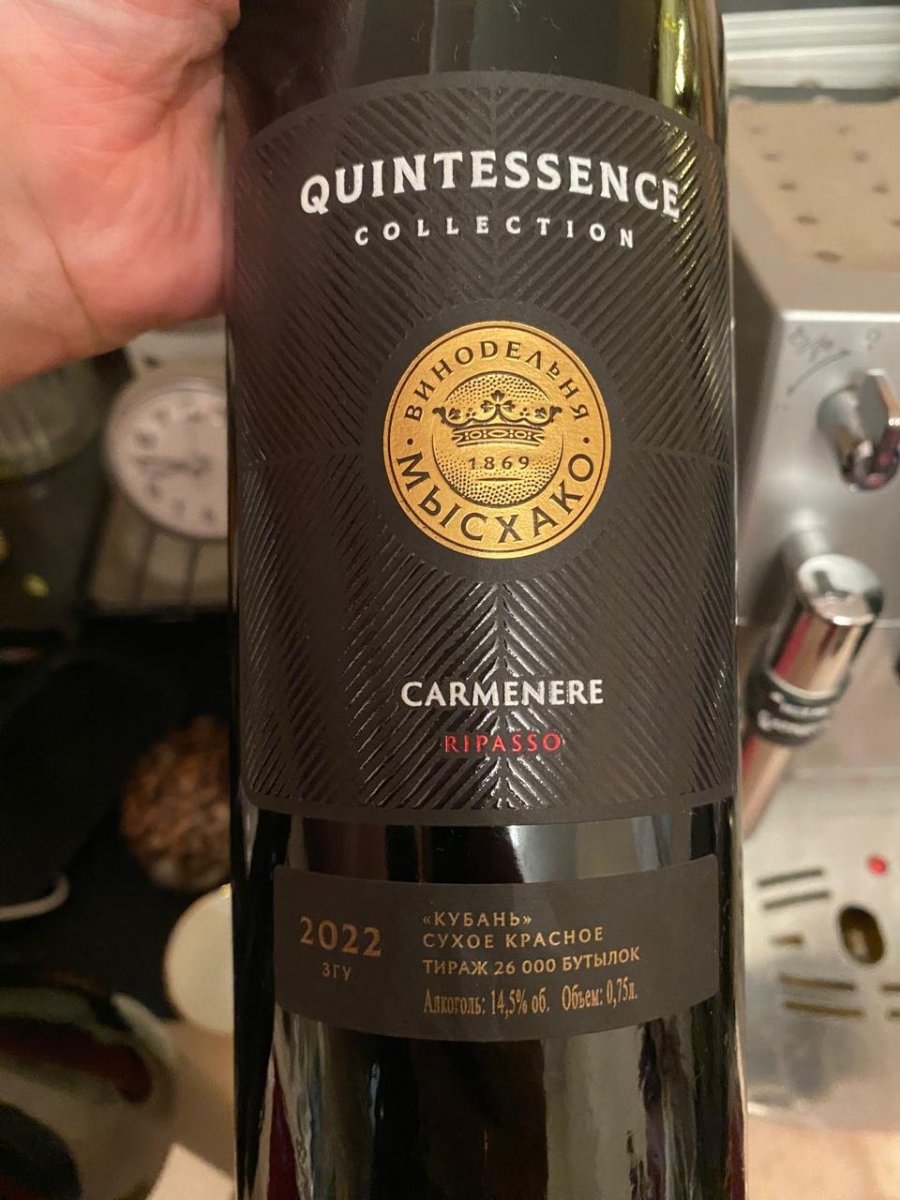 QUINTESSENCE
COLLECTION
ВИНОДЕЛЬНЯ
1869
МЫСХАКО
CARMENERE
RIPASSO
2022
ЗГУ
«КУБАНЬ»
СУХОЕ КРАСНОЕ
ТИРАЖ 26 000 БУТЫЛОК
Алкоголь: 14,5% об. Объем: 0,75л.